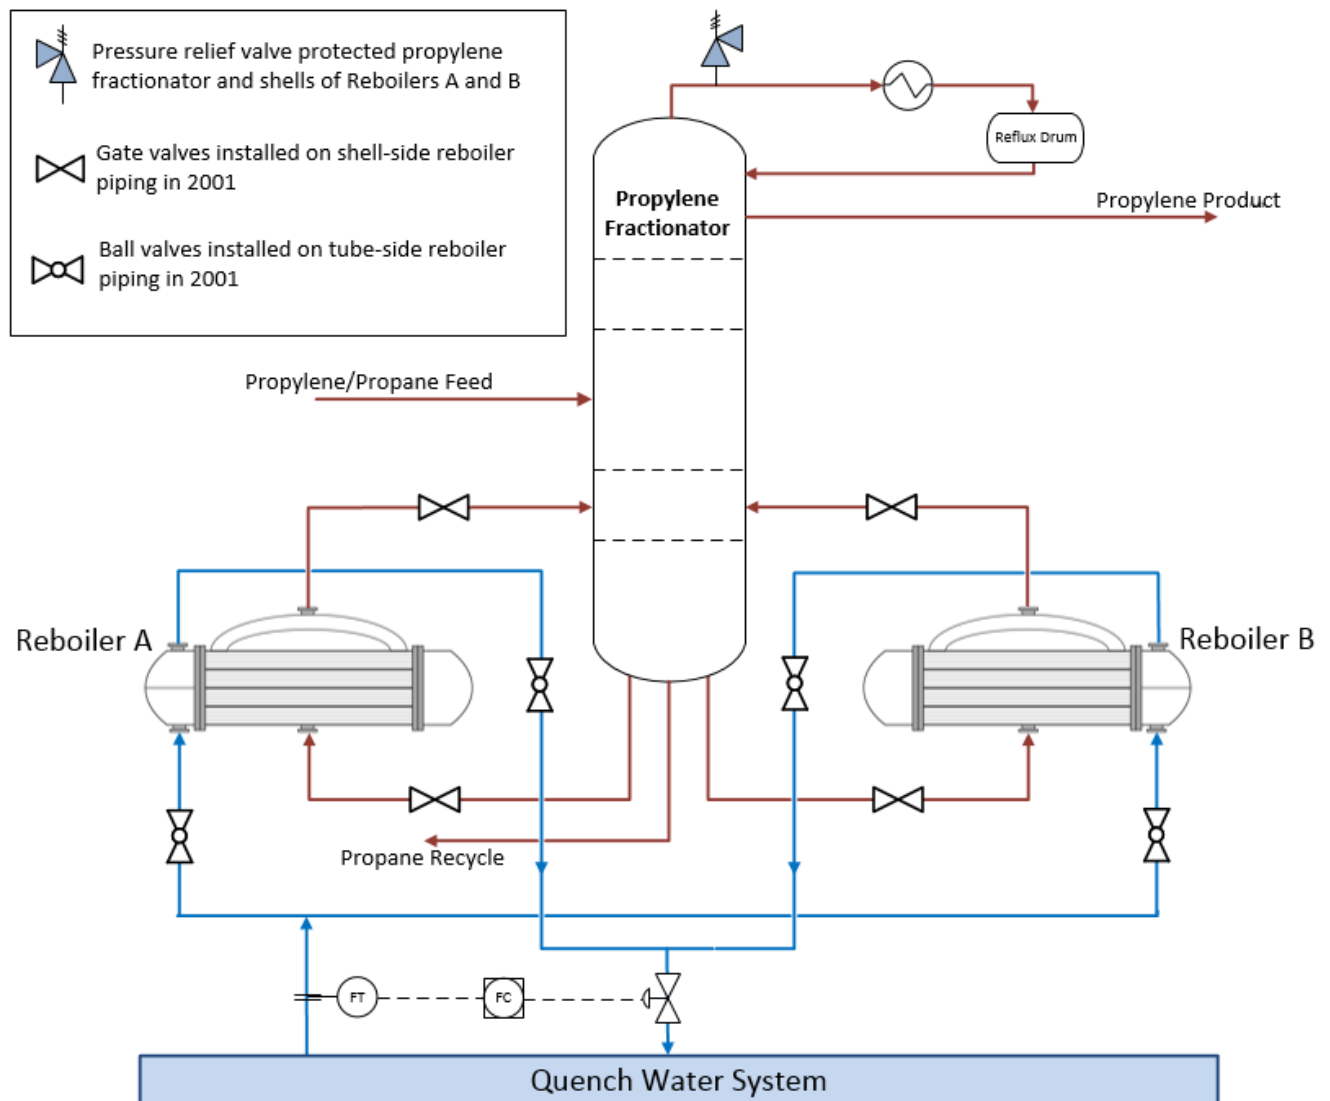 Pressure relief valve protected propylene
fractionator and shells of Reboilers A and B
Gate valves installed on shell-side reboiler
piping in 2001
Ball valves installed on tube-side reboiler
piping in 2001
Reflux Drum
Propylene
Fractionator
Propylene Product
Propylene/Propane Feed
Reboiler A
Reboiler B
Propane Recycle
FT
FC
Quench Water System